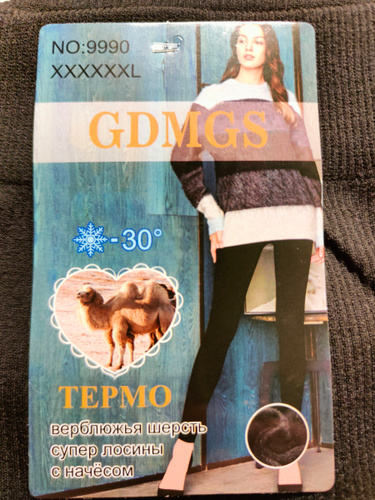 NO:9990
XXXXXXL
GDMGS
-30°
ТЕРМО
верблюжья шерсть
супер лосины
с начёсом